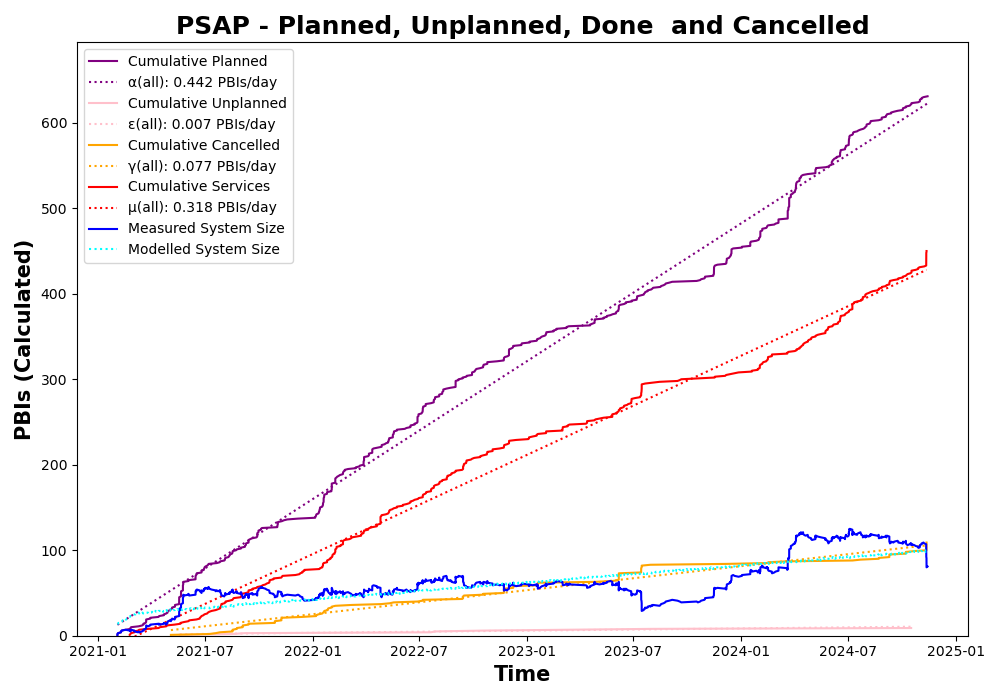 PSAP - Planned, Unplanned, Done  and Cancelled
Cumulative Planned
α(all): 0.442 PBIs/day
Cumulative Unplanned
ε(all): 0.007 PBIs/day
Cumulative Cancelled
γ(all): 0.077 PBIs/day
Cumulative Services
μ(all): 0.318 PBIs/day
Measured System Size
Modelled System Size
PBIs (Calculated)
600
500
400
300
200
100
0
2021-01 2021-07 2022-01 2022-07 2023-01 2023-07 2024-01 2024-07 2025-01
Time